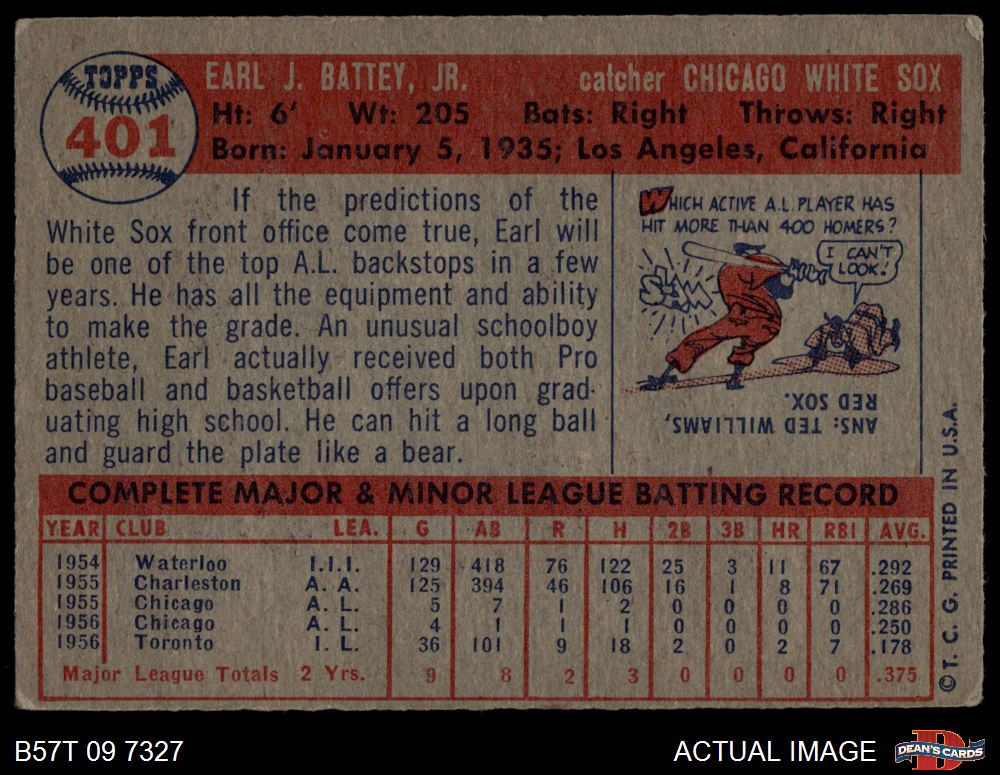 TOPPS
401
EARL J. BATTEY, JR. catcher CHICAGO WHITE SOX
Ht: 6' Wt: 205 Bats: Right Throws: Right
Born: January 5, 1935; Los Angeles, California
If the predictions of the
White Sox front office come true, Earl will
be one of the top A.L. backstops in a few
years. He has all the equipment and ability
to make the grade. An unusual schoolboy
athlete, Earl actually received both Pro
baseball and basketball offers upon grad-
uating high school. He can hit a long ball
and guard the plate like a bear.
WHICH ACTIVE A.L. PLAYER HAS
HIT MORE THAN 400 HOMERS?
I CAN'T
LOOK!
SAM
ANS: TED WILLIAMS,
RED SOX.
COMPLETE MAJOR & MINOR LEAGUE BATTING RECORD
YEAR CLUB LEA. G AB R H 2B 3B HR RBI AVG.
1954 Waterloo I.I.I. 129 418 76 122 25 3 11 67 .292
1955 Charleston A. A. 125 394 46 106 16 1 8 71 .269
1955 Chicago A. L. 5 7 1 2 0 0 0 0 .286
1956 Chicago A. L. 4 1 1 1 0 0 0 0 .250
1956 Toronto I. L. 36 101 9 18 2 0 2 7 .178
Major League Totals 2 Yrs. 9 8 2 3 0 0 0 0 .375
© T. C. G. PRINTED IN U.S.A.
B57T 09 7327
ACTUAL IMAGE
D
DEAN'S CARDS